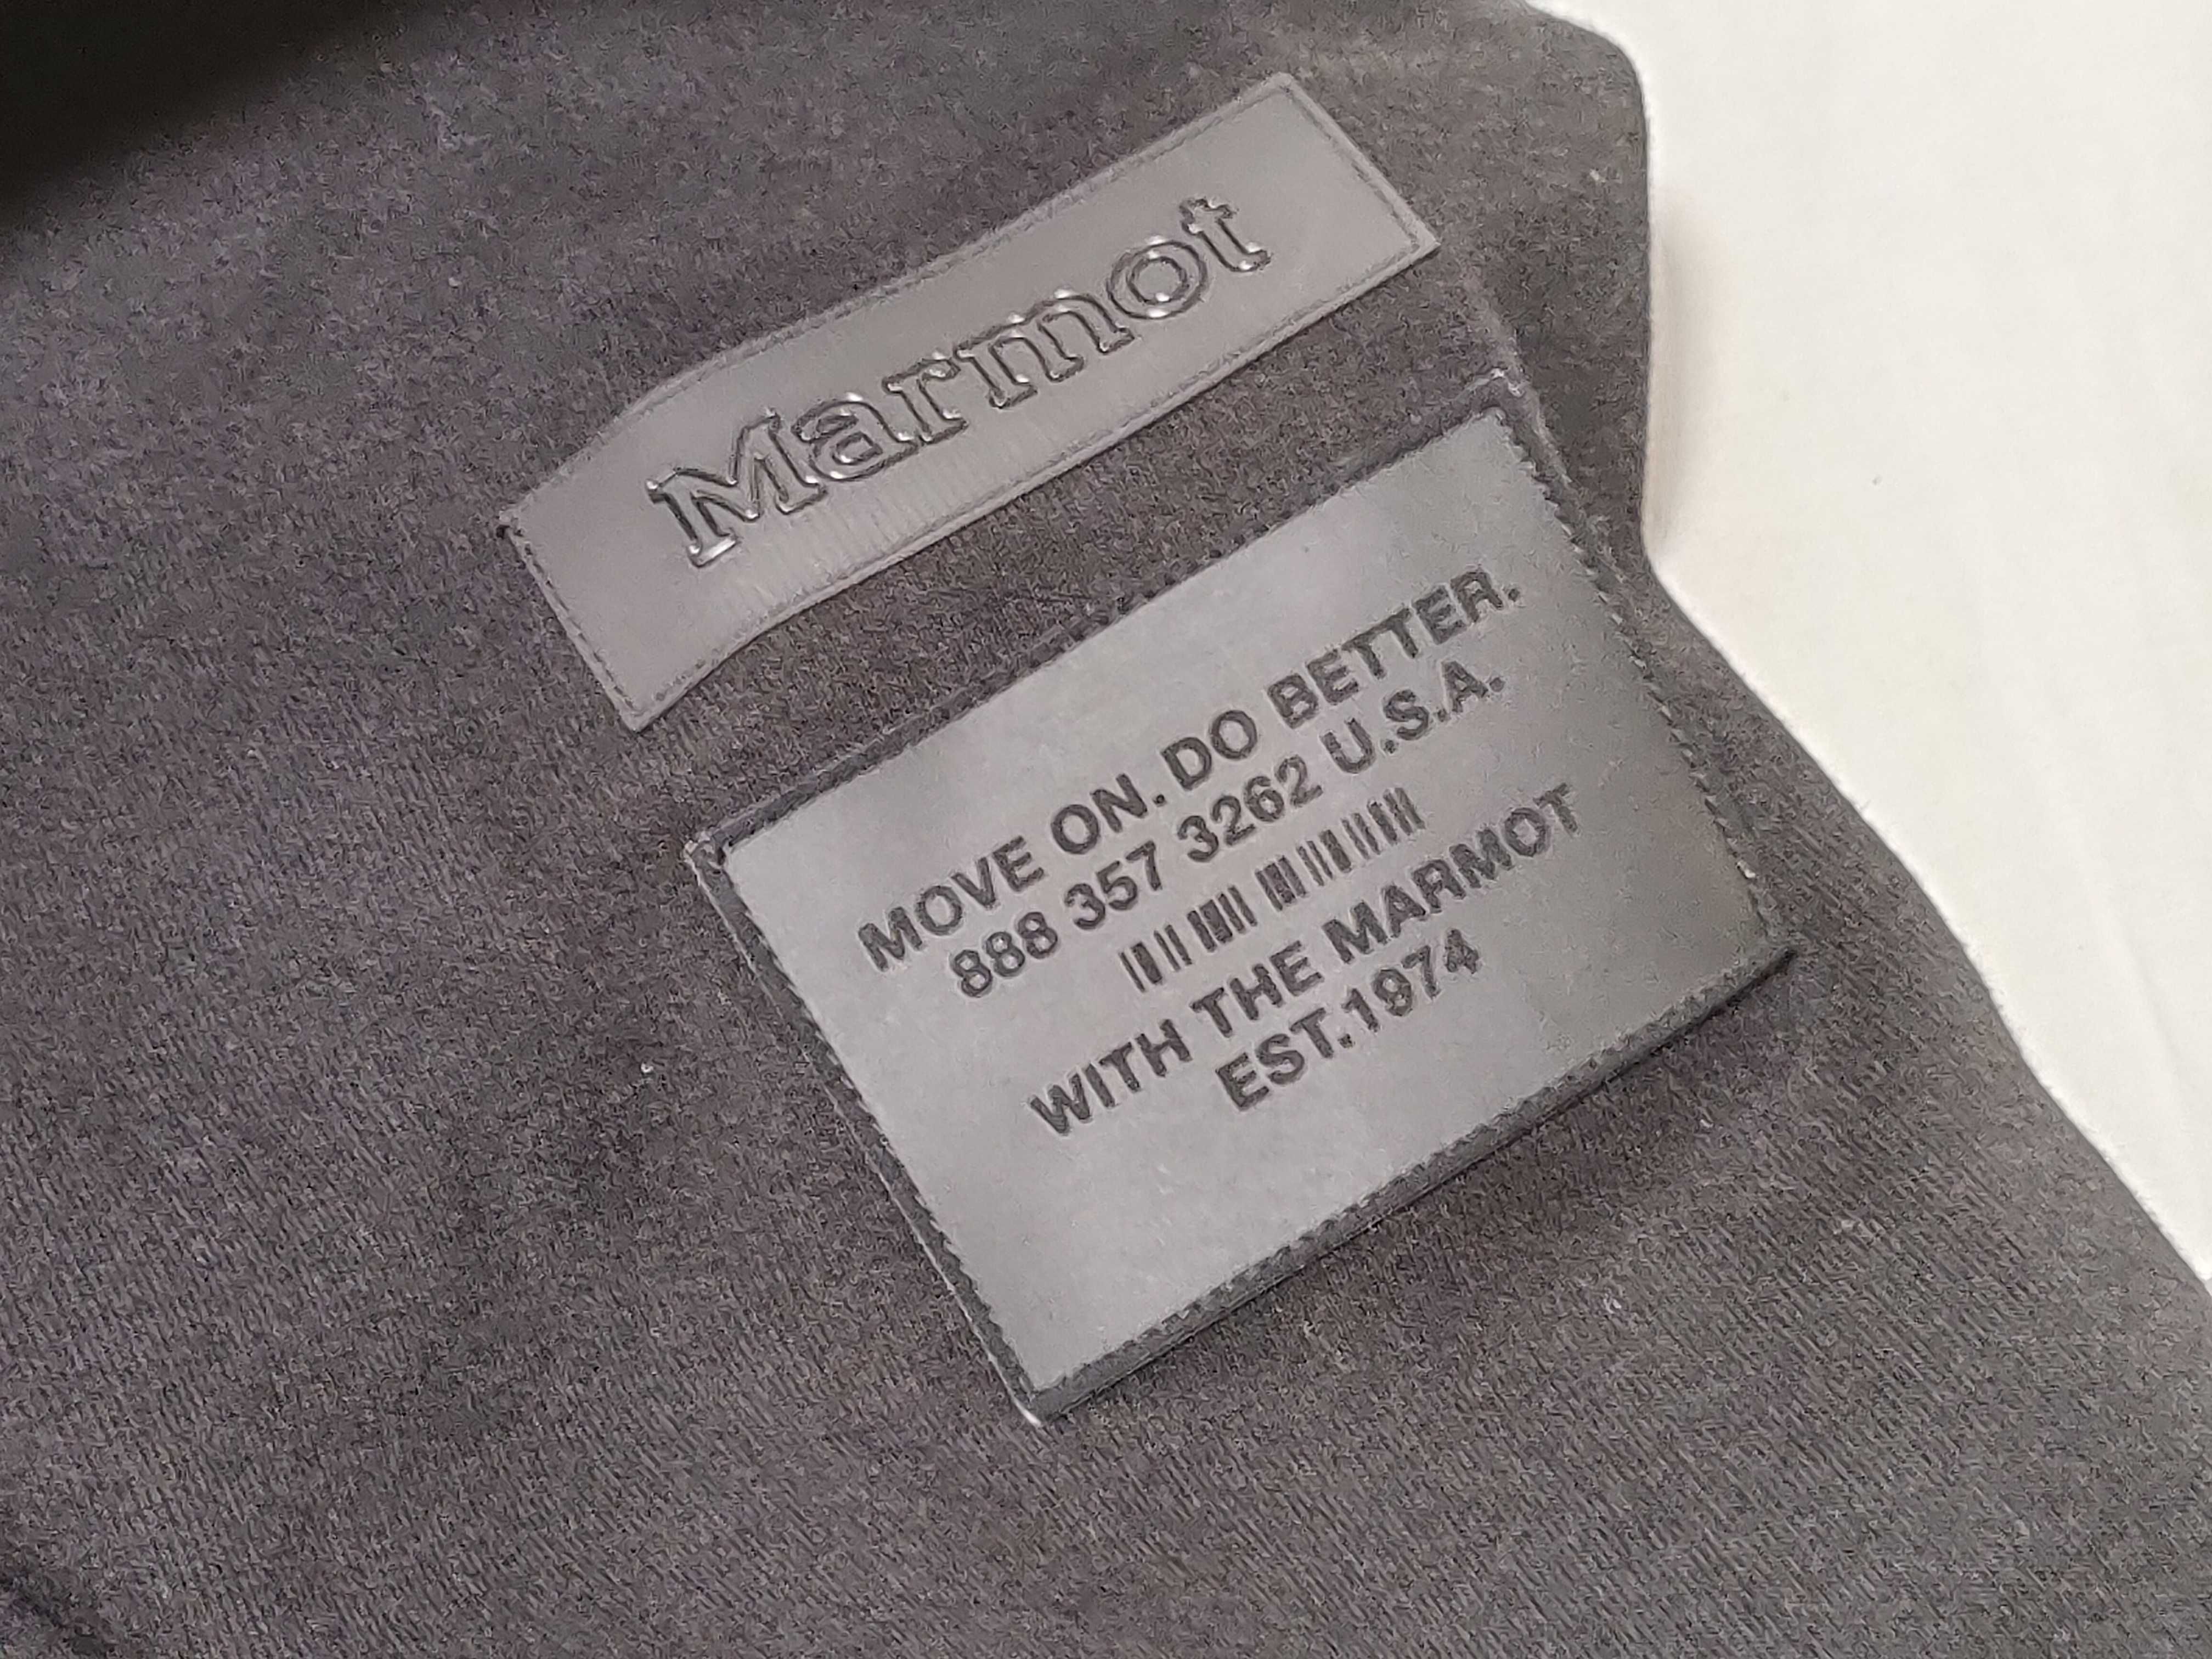 Marmot
MOVE ON. DO BETTER.
888 357 3262 U.S.A.
WITH THE MARMOT
EST.1974